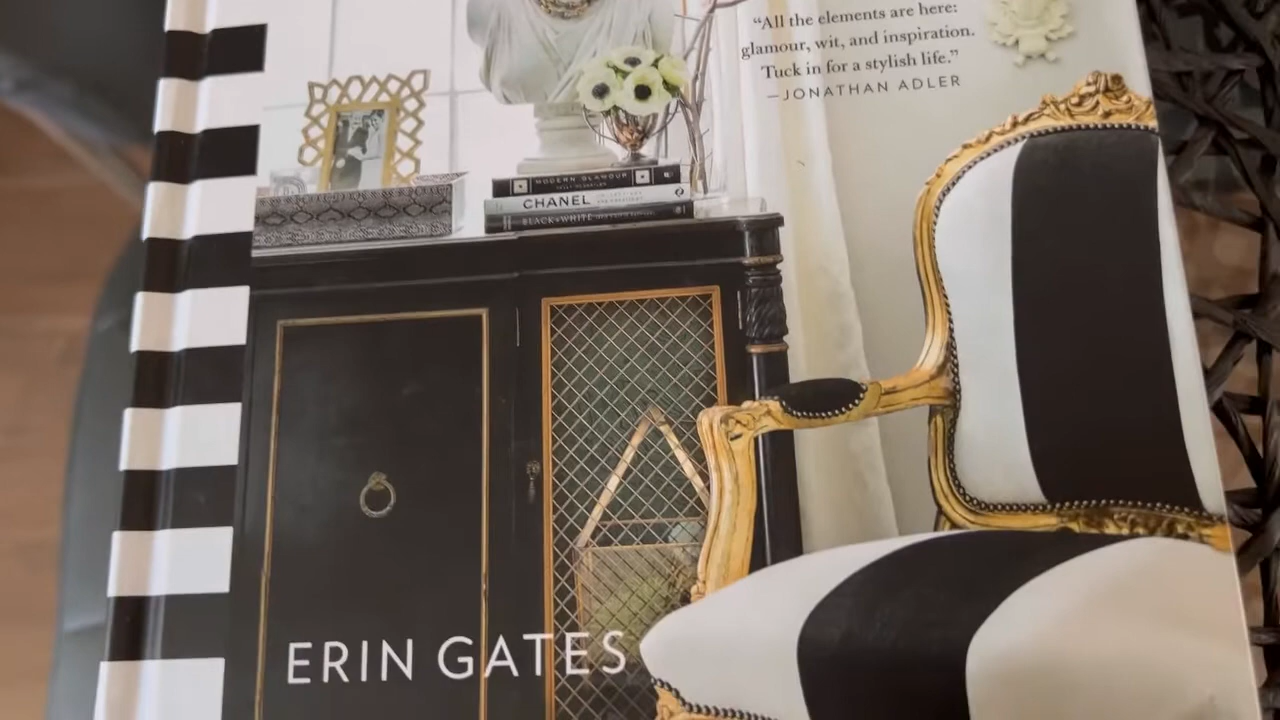 “All the elements are here:
glamour, wit, and inspiration.
Tuck in for a stylish life.”
—JONATHAN ADLER
MODERN GLAMOUR
CHANEL
BLACK & WHITE
ERIN GATES